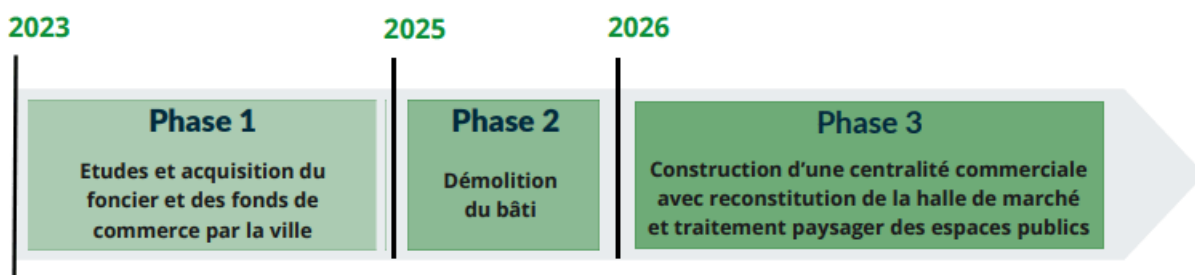 2023
2025
2026
Phase 1
Etudes et acquisition du
foncier et des fonds de
commerce par la ville
Phase 2
Démolition
du bâti
Phase 3
Construction d'une centralité commerciale
avec reconstitution de la halle de marché
et traitement paysager des espaces publics